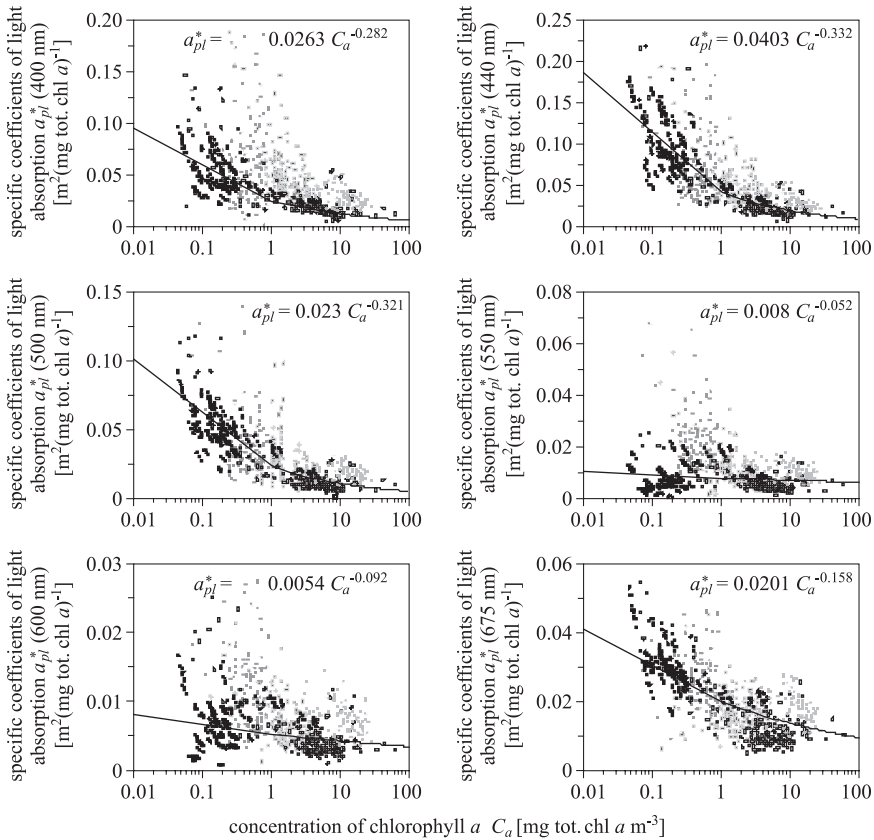 specific coefficients of light
absorption a*pl (400 nm)
[m2(mg tot. chl a)-1]
0.20
0.15
0.10
0.05
0
a*pl = 0.0263 Ca-0.282
0.01 0.1 1 10 100
specific coefficients of light
absorption a*pl (440 nm)
[m2(mg tot. chl a)-1]
0.25
0.20
0.15
0.10
0.05
0
a*pl = 0.0403 Ca-0.332
0.01 0.1 1 10 100
specific coefficients of light
absorption a*pl (500 nm)
[m2(mg tot. chl a)-1]
0.15
0.10
0.05
0
a*pl = 0.023 Ca-0.321
0.01 0.1 1 10 100
specific coefficients of light
absorption a*pl (550 nm)
[m2(mg tot. chl a)-1]
0.08
0.06
0.04
0.02
0
a*pl = 0.008 Ca-0.052
0.01 0.1 1 10 100
specific coefficients of light
absorption a*pl (600 nm)
[m2(mg tot. chl a)-1]
0.03
0.02
0.01
0
a*pl = 0.0054 Ca-0.092
0.01 0.1 1 10 100
specific coefficients of light
absorption a*pl (675 nm)
[m2(mg tot. chl a)-1]
0.06
0.04
0.02
0
a*pl = 0.0201 Ca-0.158
0.01 0.1 1 10 100
concentration of chlorophyll a Ca [mg tot. chl a m-3]